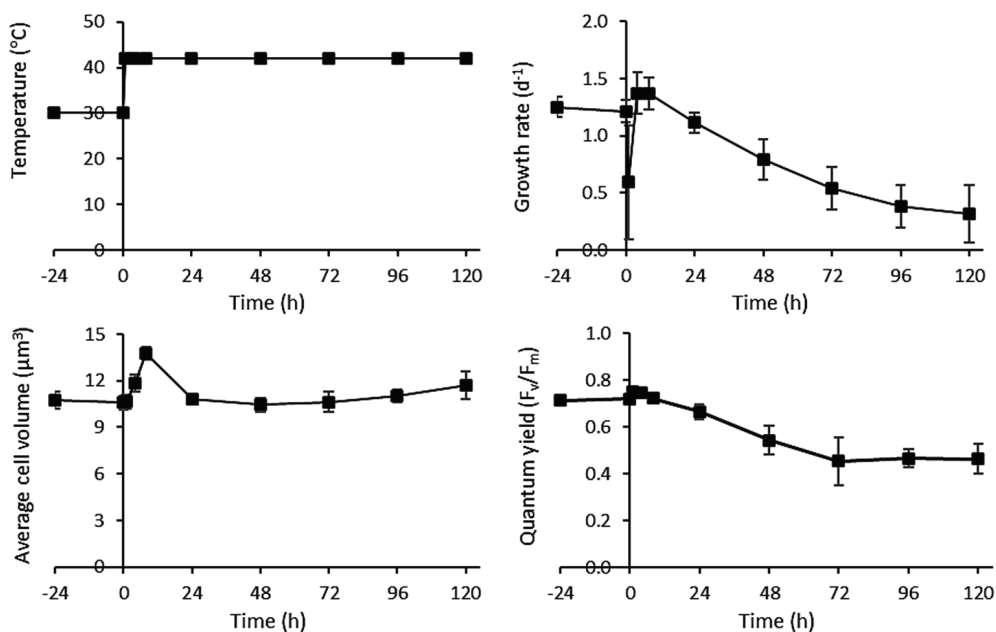 Temperature (°C)
50
40
30
20
10
0
-24 0 24 48 72 96 120
Time (h)
Growth rate (d-1)
2.0
1.5
1.0
0.5
0.0
-24 0 24 48 72 96 120
Time (h)
Average cell volume (µm³)
15
12
9
6
3
0
-24 0 24 48 72 96 120
Time (h)
Quantum yield (Fv/Fm)
1.0
0.8
0.6
0.4
0.2
0.0
-24 0 24 48 72 96 120
Time (h)